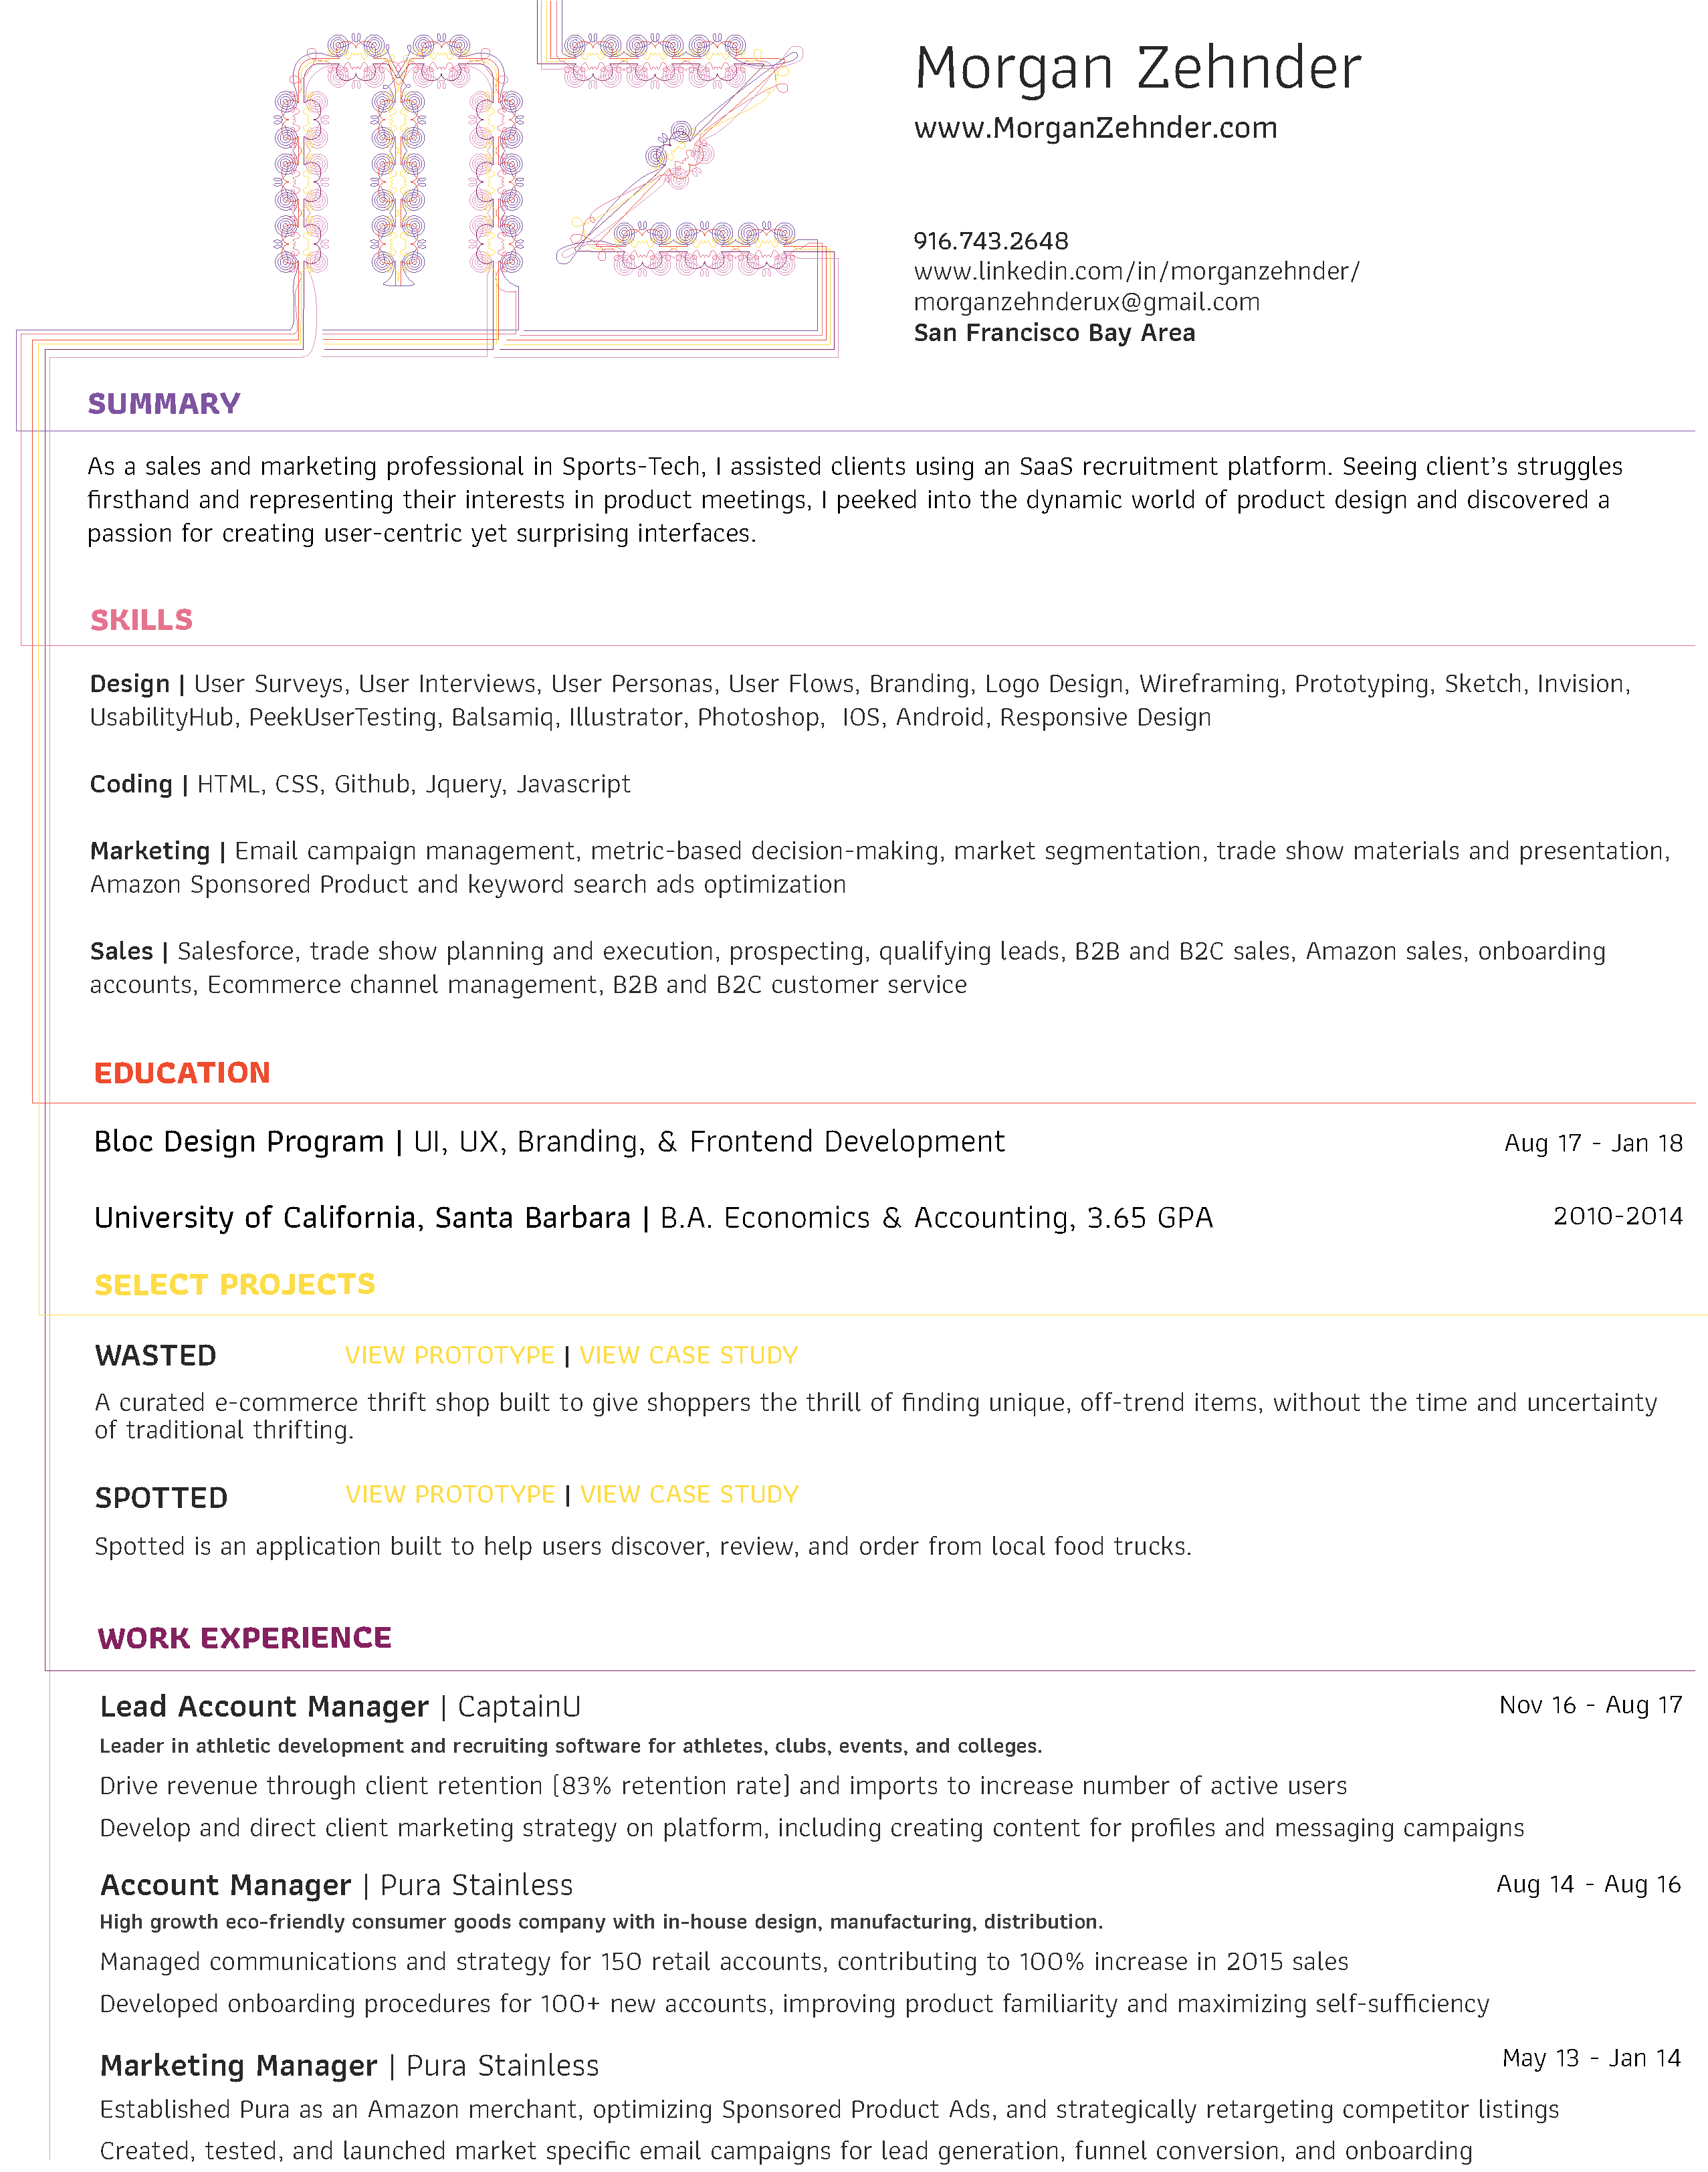 MZ
Morgan Zehnder
www.MorganZehnder.com
916.743.2648
www.linkedin.com/in/morganzehnder/
morganzehnderux@gmail.com
San Francisco Bay Area
SUMMARY
As a sales and marketing professional in Sports-Tech, I assisted clients using an SaaS recruitment platform. Seeing client's struggles
firsthand and representing their interests in product meetings, I peeked into the dynamic world of product design and discovered a
passion for creating user-centric yet surprising interfaces.
SKILLS
Design | User Surveys, User Interviews, User Personas, User Flows, Branding, Logo Design, Wireframing, Prototyping, Sketch, Invision,
UsabilityHub, PeekUserTesting, Balsamiq, Illustrator, Photoshop, IOS, Android, Responsive Design
Coding | HTML, CSS, Github, Jquery, Javascript
Marketing | Email campaign management, metric-based decision-making, market segmentation, trade show materials and presentation,
Amazon Sponsored Product and keyword search ads optimization
Sales | Salesforce, trade show planning and execution, prospecting, qualifying leads, B2B and B2C sales, Amazon sales, onboarding
accounts, Ecommerce channel management, B2B and B2C customer service
EDUCATION
Bloc Design Program | UI, UX, Branding, & Frontend Development Aug 17 - Jan 18
University of California, Santa Barbara | B.A. Economics & Accounting, 3.65 GPA 2010-2014
SELECT PROJECTS
WASTED VIEW PROTOTYPE | VIEW CASE STUDY
A curated e-commerce thrift shop built to give shoppers the thrill of finding unique, off-trend items, without the time and uncertainty
of traditional thrifting.
SPOTTED VIEW PROTOTYPE | VIEW CASE STUDY
Spotted is an application built to help users discover, review, and order from local food trucks.
WORK EXPERIENCE
Lead Account Manager | CaptainU Nov 16 - Aug 17
Leader in athletic development and recruiting software for athletes, clubs, events, and colleges.
Drive revenue through client retention (83% retention rate) and imports to increase number of active users
Develop and direct client marketing strategy on platform, including creating content for profiles and messaging campaigns
Account Manager | Pura Stainless Aug 14 - Aug 16
High growth eco-friendly consumer goods company with in-house design, manufacturing, distribution.
Managed communications and strategy for 150 retail accounts, contributing to 100% increase in 2015 sales
Developed onboarding procedures for 100+ new accounts, improving product familiarity and maximizing self-sufficiency
Marketing Manager | Pura Stainless May 13 - Jan 14
Established Pura as an Amazon merchant, optimizing Sponsored Product Ads, and strategically retargeting competitor listings
Created, tested, and launched market specific email campaigns for lead generation, funnel conversion, and onboarding